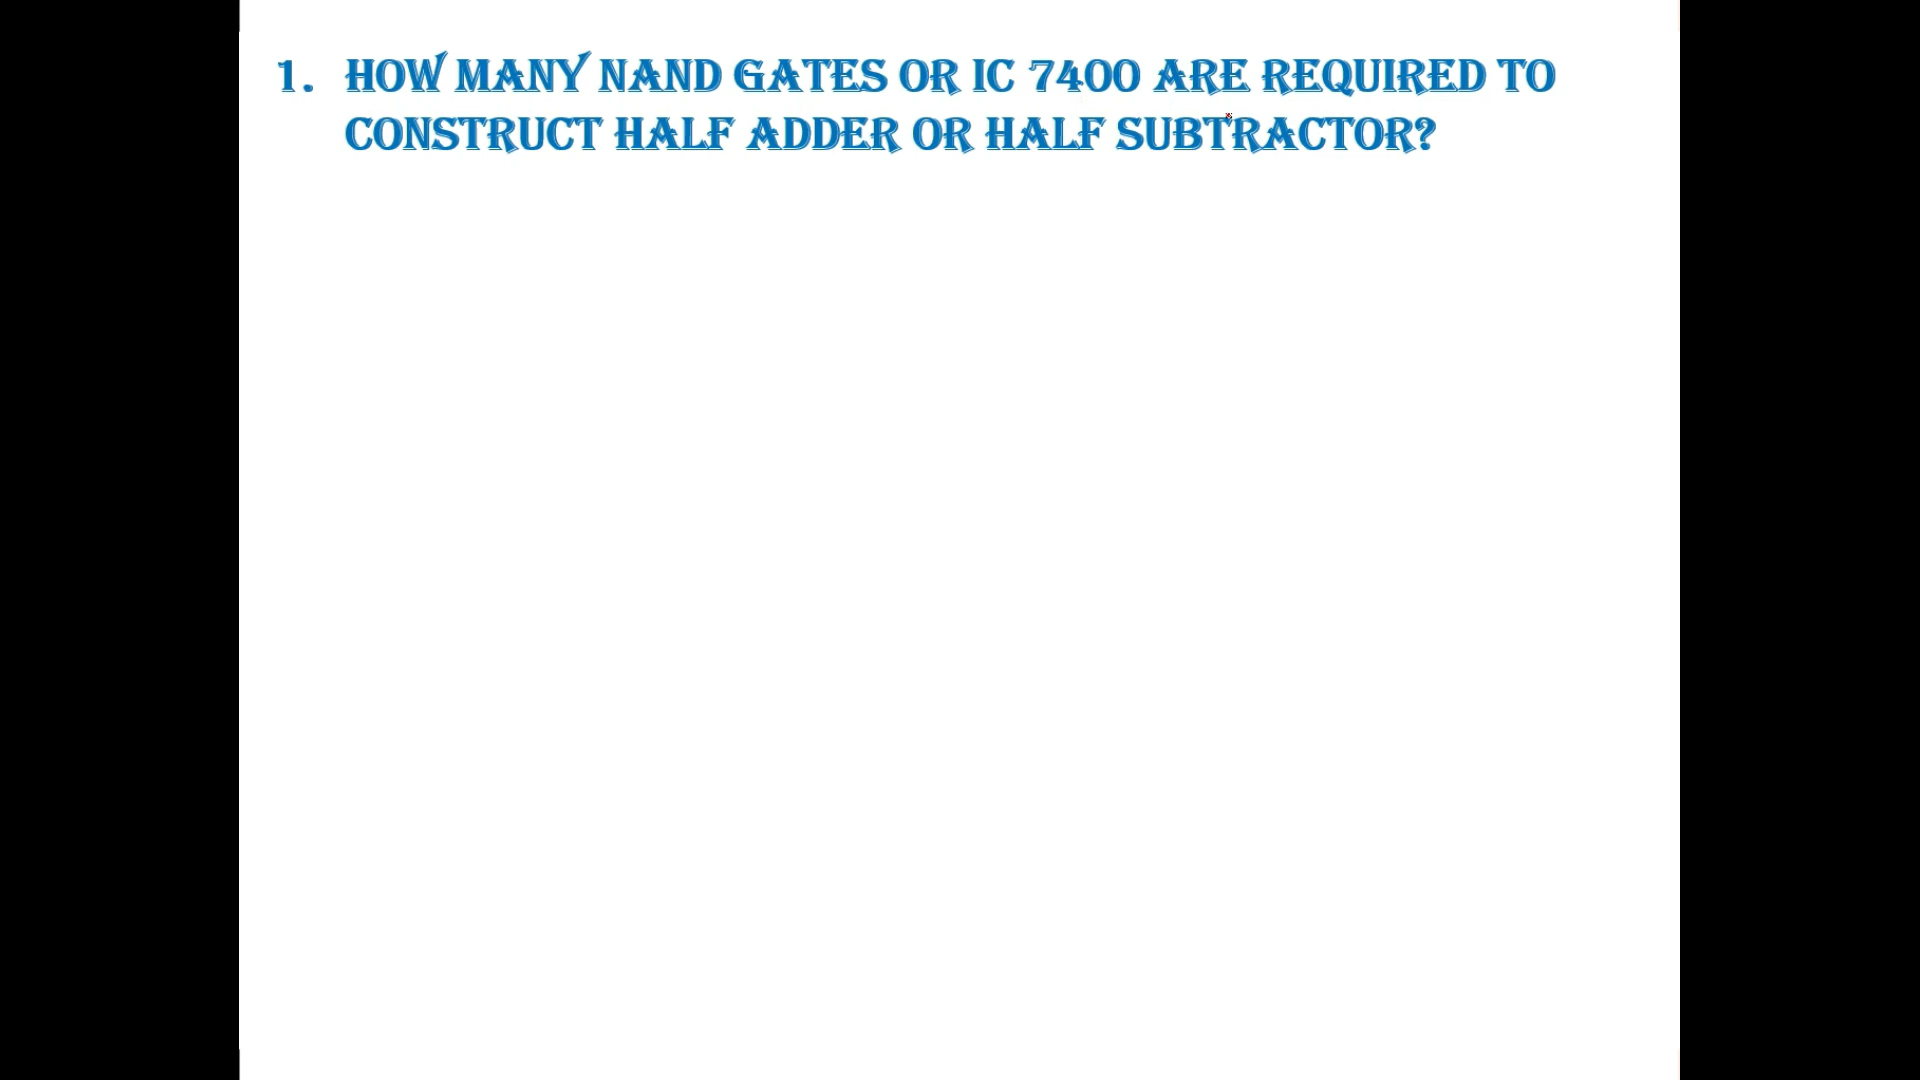 1. HOW MANY NAND GATES OR IC 7400 ARE REQUIRED TO
CONSTRUCT HALF ADDER OR HALF SUBTRACTOR?